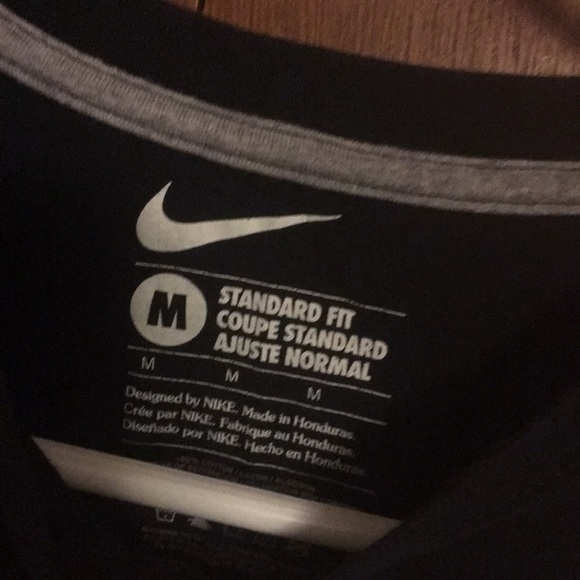 M
STANDARD FIT
COUPE STANDARD
AJUSTE NORMAL
M M M
Designed by NIKE. Made in Honduras.
Crée par NIKE. Fabrique au Honduras.
Diseñado por NIKE. Hecho en Honduras.